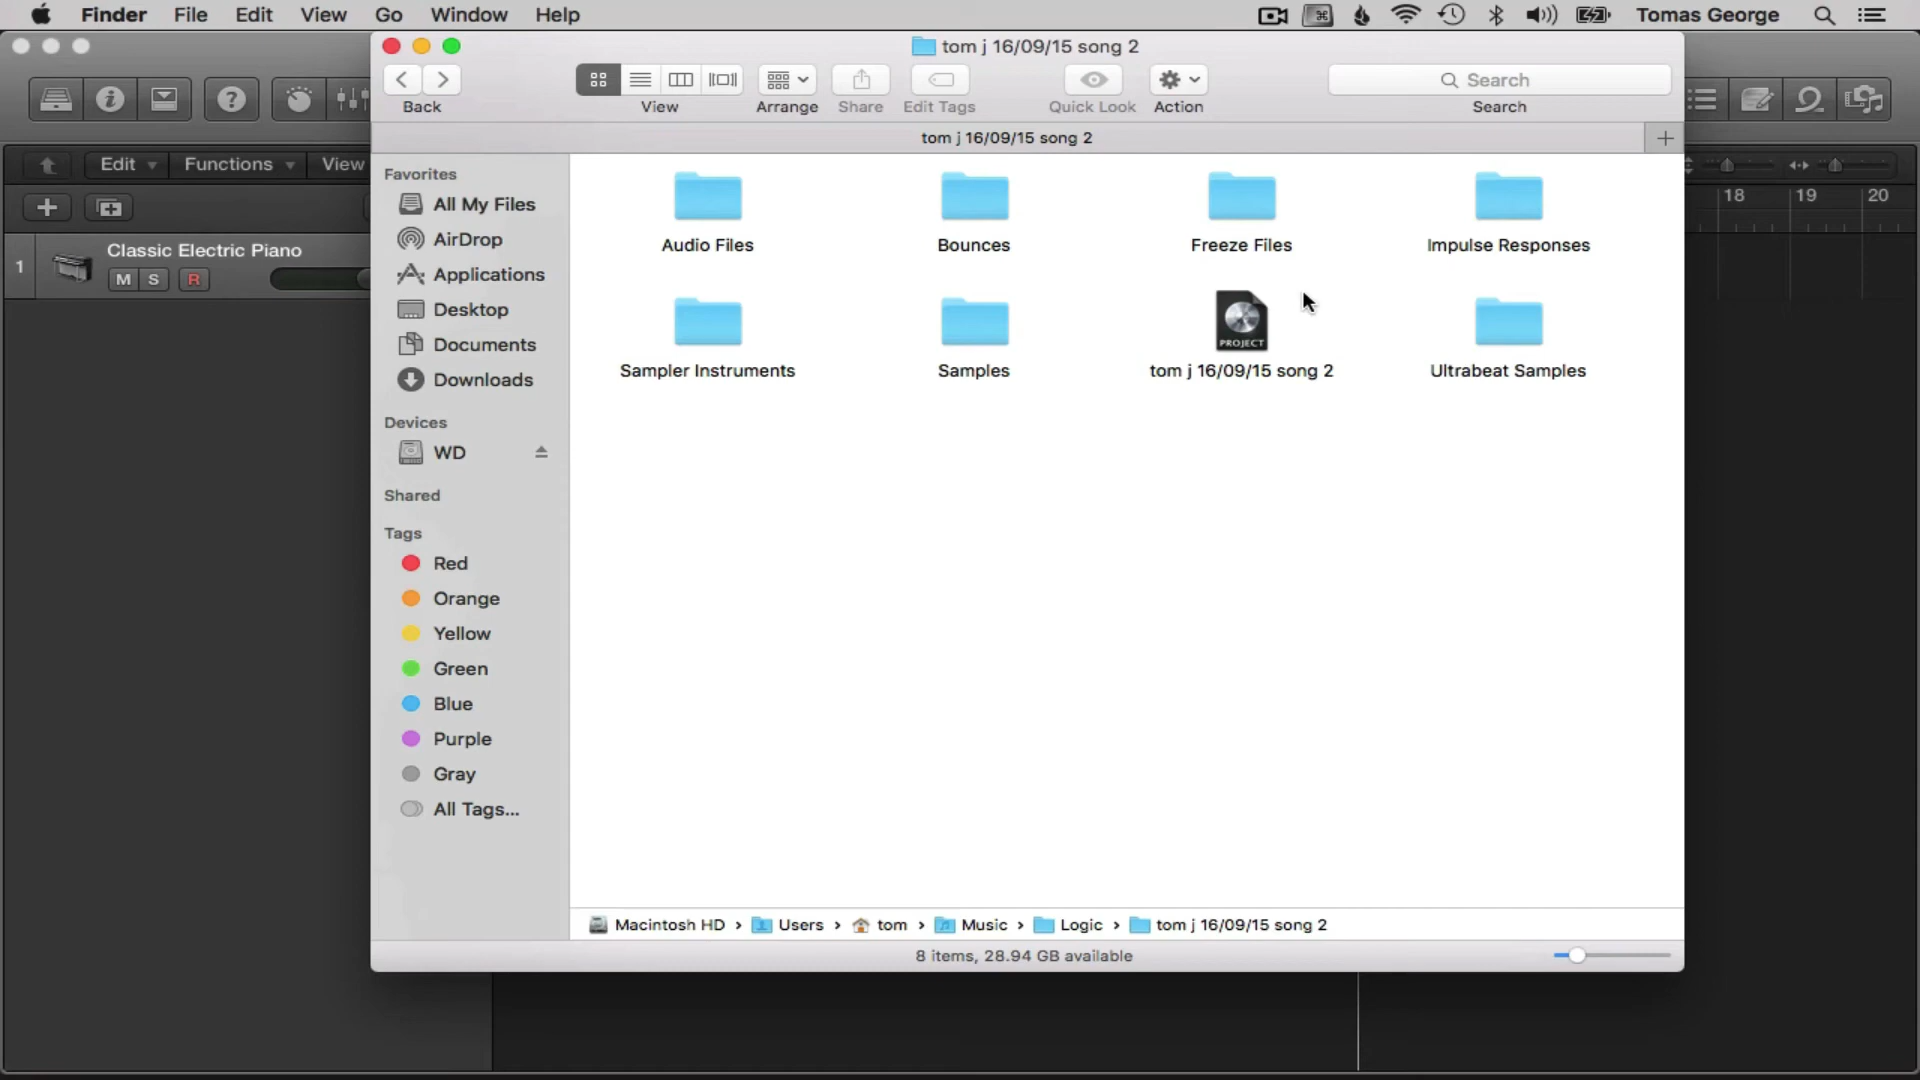 Finder File Edit View Go Window Help Tomas George
tom j 16/09/15 song 2
Back View Arrange Share Edit Tags Quick Look Action Search
Search
tom j 16/09/15 song 2
Edit Functions View
18 19 20
1 Classic Electric Piano
M S R
Favorites
All My Files
AirDrop
Applications
Desktop
Documents
Downloads
Devices
WD
Shared
Tags
Red
Orange
Yellow
Green
Blue
Purple
Gray
All Tags...
Audio Files Bounces Freeze Files Impulse Responses
PROJECT
Sampler Instruments Samples tom j 16/09/15 song 2 Ultrabeat Samples
Macintosh HD › Users › tom › Music › Logic › tom j 16/09/15 song 2
8 items, 28.94 GB available